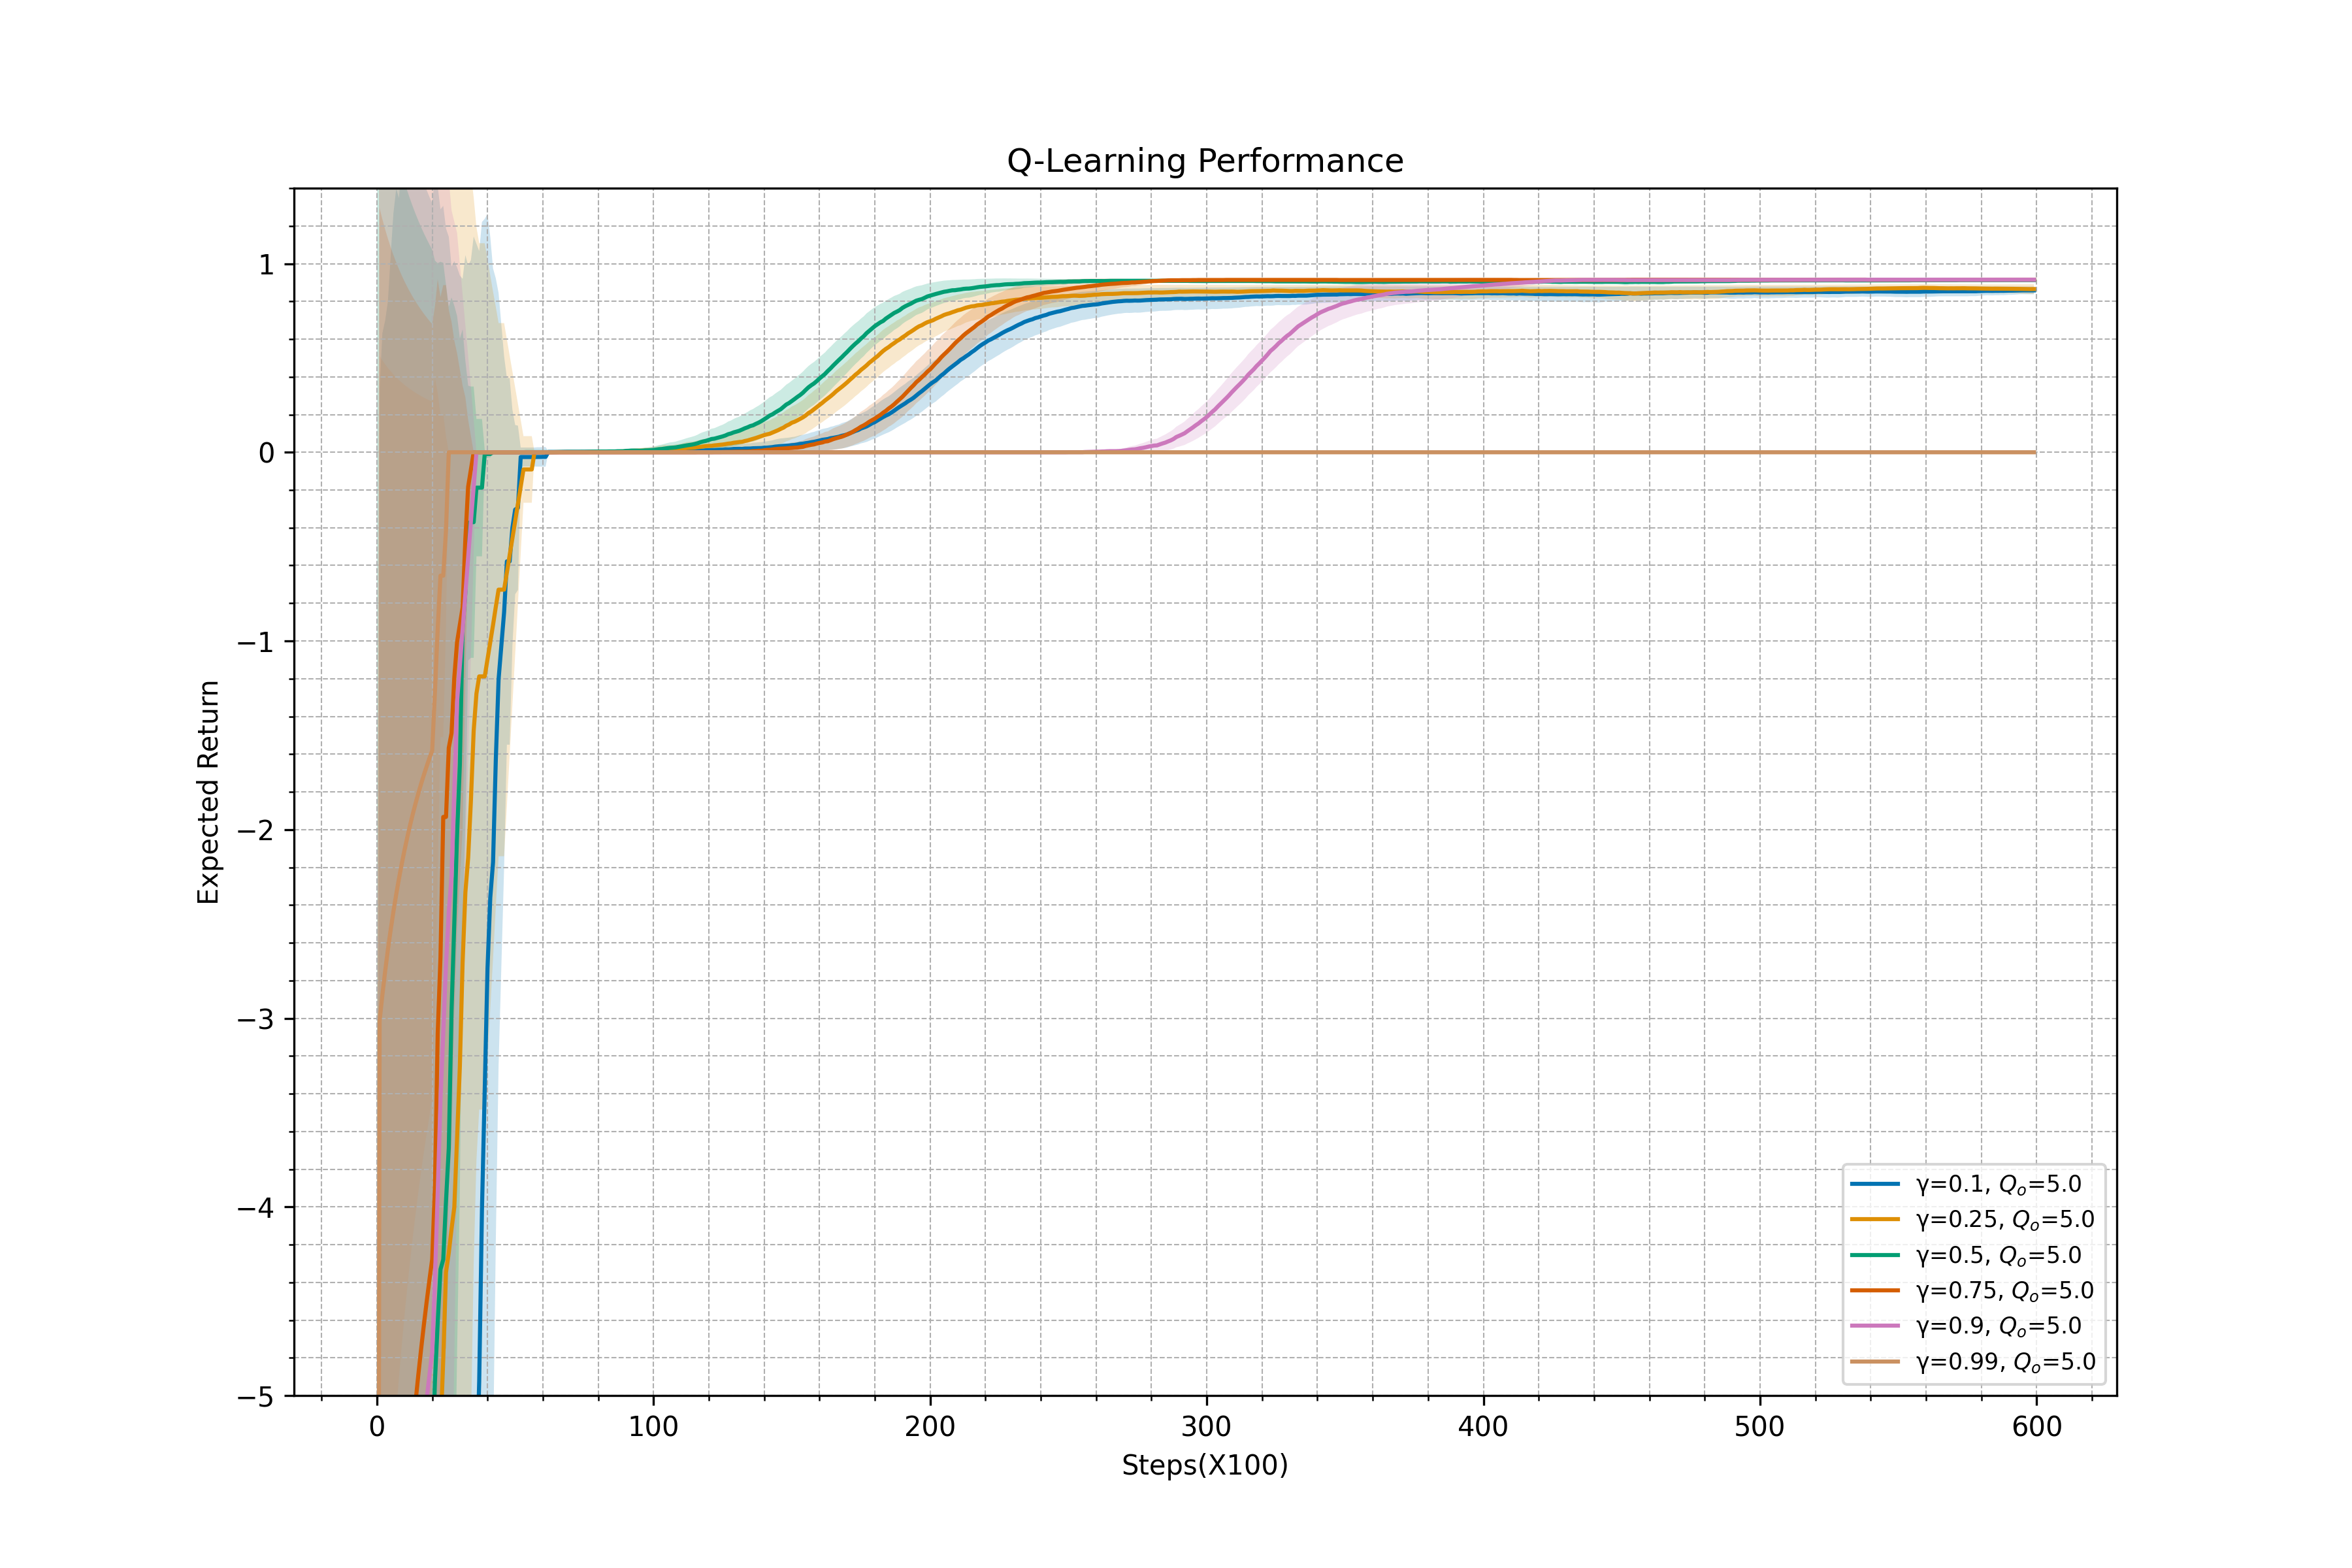 Q-Learning Performance
Expected Return
1
0
−1
−2
−3
−4
−5
0 100 200 300 400 500 600
Steps(X100)
γ=0.1, Qₒ=5.0
γ=0.25, Qₒ=5.0
γ=0.5, Qₒ=5.0
γ=0.75, Qₒ=5.0
γ=0.9, Qₒ=5.0
γ=0.99, Qₒ=5.0